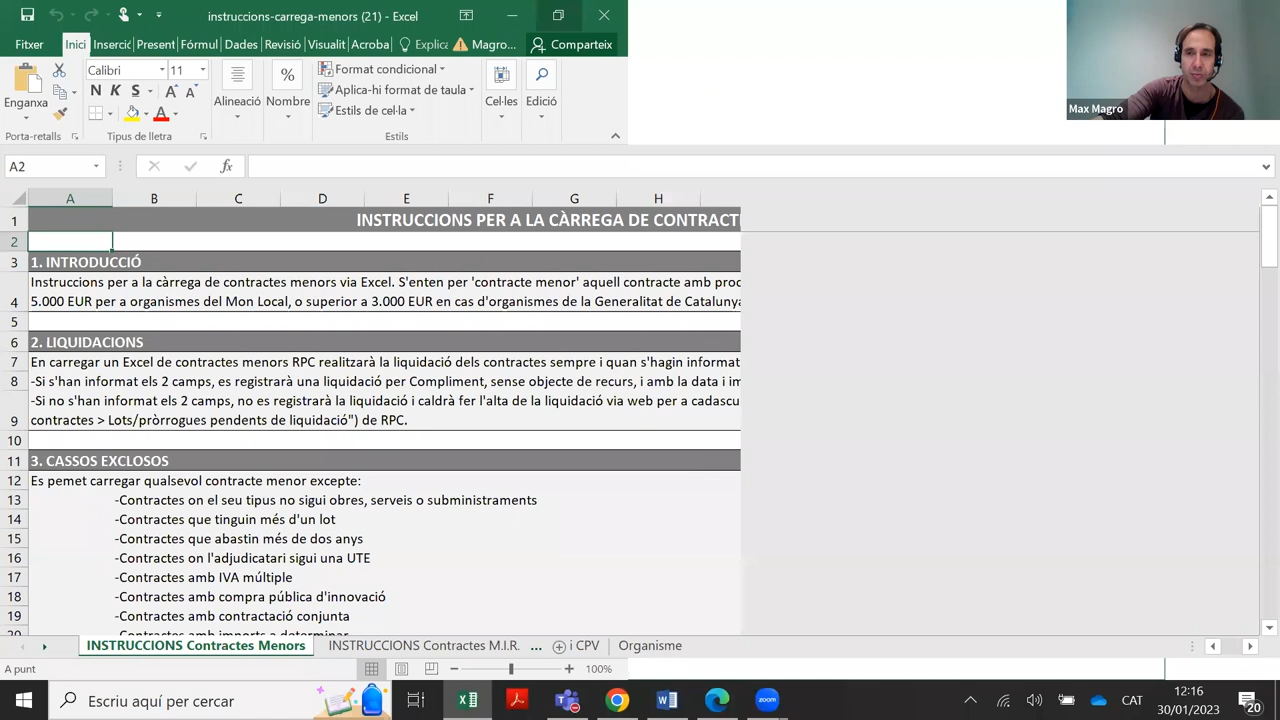 instruccions-carrega-menors (21) - Excel
Fitxer Inici Inserció Present Fórmul Dades Revisió Visualit Acroba Explica Magro... Comparteix
Enganxa
Calibri 11
N K S A A
A
Alineació
% Nombre
Format condicional
Aplica-hi format de taula
Estils de cel·la
Cel·les
Edició
Porta-retalls Tipus de lletra Estils
Max Magro
A2 fx
A B C D E F G H
1 INSTRUCCIONS PER A LA CÀRREGA DE CONTRACT
2
3 1. INTRODUCCIÓ
Instruccions per a la càrrega de contractes menors via Excel. S'enten per 'contracte menor' aquell contracte amb proc
4 5.000 EUR per a organismes del Mon Local, o superior a 3.000 EUR en cas d'organismes de la Generalitat de Catalunya
5
6 2. LIQUIDACIONS
7 En carregar un Excel de contractes menors RPC realitzarà la liquidació dels contractes sempre i quan s'hagin informat
8 -Si s'han informat els 2 camps, es registrarà una liquidació per Compliment, sense objecte de recurs, i amb la data i im
-Si no s'han informat els 2 camps, no es registrarà la liquidació i caldrà fer l'alta de la liquidació via web per a cadascu
9 contractes > Lots/pròrrogues pendents de liquidació") de RPC.
10
11 3. CASSOS EXCLOSOS
12 Es pemet carregar qualsevol contracte menor excepte:
13 -Contractes on el seu tipus no sigui obres, serveis o subministraments
14 -Contractes que tinguin més d'un lot
15 -Contractes que abastin més de dos anys
16 -Contractes on l'adjudicatari sigui una UTE
17 -Contractes amb IVA múltiple
18 -Contractes amb compra pública d'innovació
19 -Contractes amb contractació conjunta
20 -Contractes amb imports a determinar
INSTRUCCIONS Contractes Menors INSTRUCCIONS Contractes M.I.R. ... i CPV Organisme
A punt 100%
Escriu aquí per cercar
zoom
CAT
12:16
30/01/2023
20